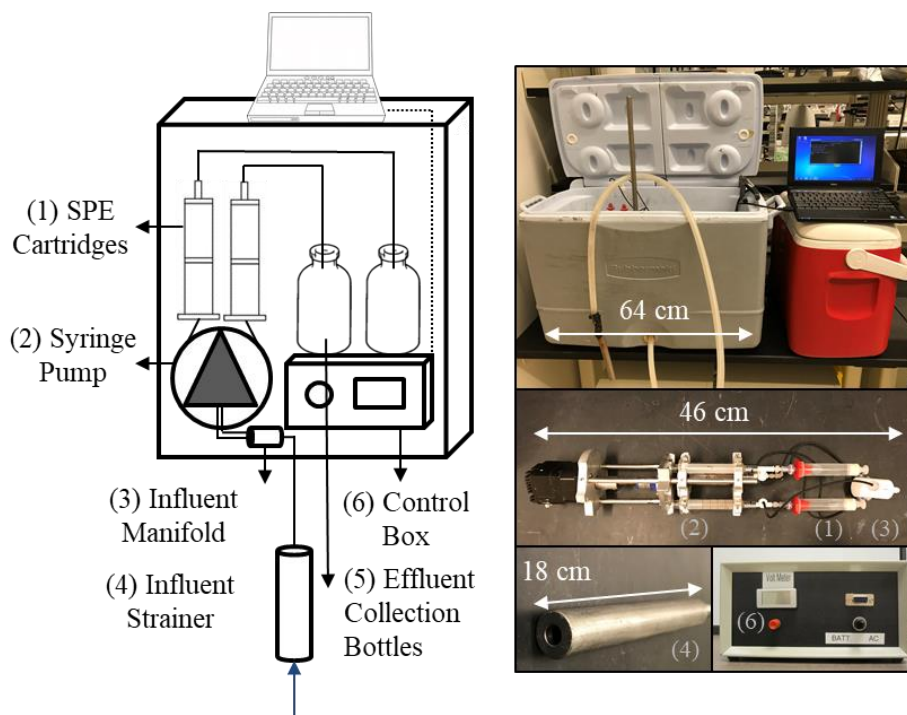 (1) SPE
Cartridges
(2) Syringe
Pump
(3) Influent
Manifold
(4) Influent
Strainer
(6) Control
Box
(5) Effluent
Collection
Bottles
64 cm
46 cm
(2)
(1)
(3)
18 cm
(4)
Volt Meter
(6)
BATT AC